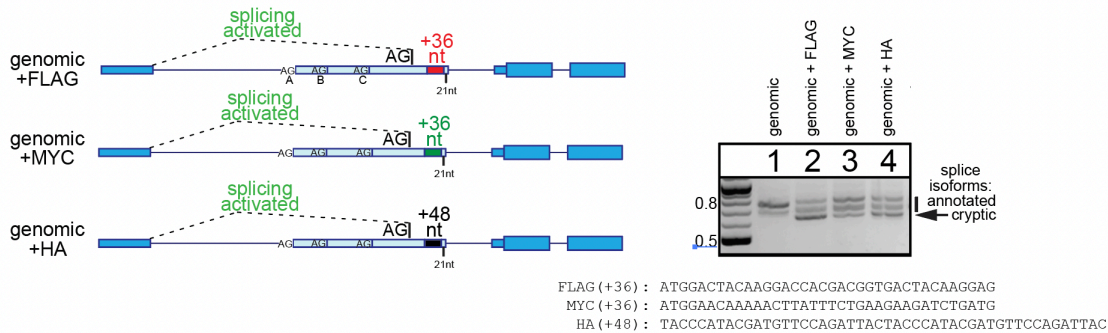 splicing
activated
genomic
+FLAG
+36
nt
AG
AG
AG
AG
A
B
C
21nt
splicing
activated
genomic
+MYC
+36
nt
AG
AG
AG
AG
21nt
splicing
activated
genomic
+HA
+48
nt
AG
AG
AG
AG
21nt
genomic
genomic + FLAG
genomic + MYC
genomic + HA
1 2 3 4
0.8
0.5
splice
isoforms:
annotated
cryptic
FLAG(+36): ATGGACTACAAGGACCACGACGGTGACTACAAGGAG
MYC(+36): ATGGAACAAAAACTTATTTCTGAAGAAGATCTGATG
HA(+48): TACCCATACGATGTTCCAGATTACTACCCATACGATGTTCCAGATTAC